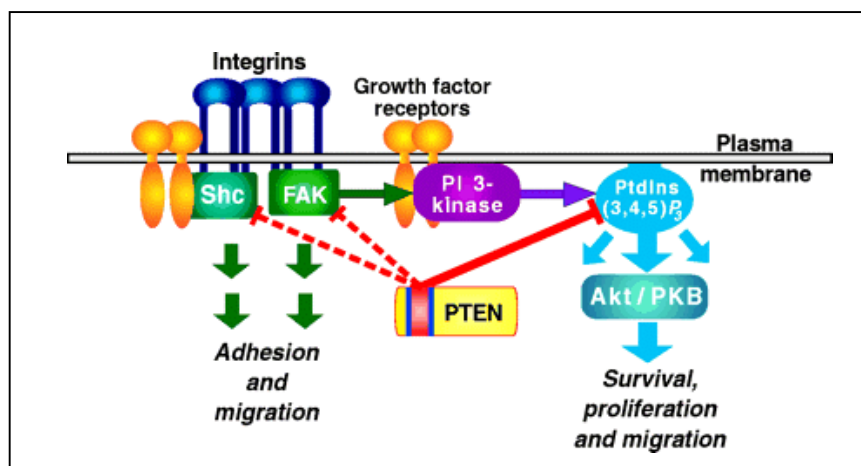 Integrins
Growth factor
receptors
Plasma
membrane
Shc
FAK
PI 3-
kinase
PtdIns
(3,4,5)P3
PTEN
Akt/PKB
Adhesion
and
migration
Survival,
proliferation
and migration